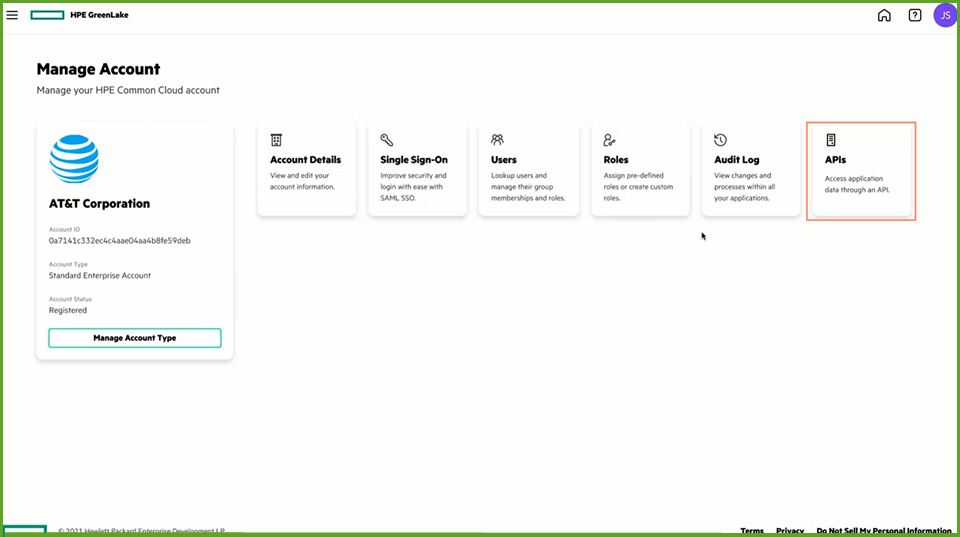 HPE GreenLake
JS
Manage Account
Manage your HPE Common Cloud account
AT&T Corporation
Account ID
0a7141c332ec4c4aae04aa4b8fe59deb
Account Type
Standard Enterprise Account
Account Status
Registered
Manage Account Type
Account Details
View and edit your
account information.
Single Sign-On
Improve security and
login with ease with
SAML SSO.
Users
Lookup users and
manage their group
memberships and roles.
Roles
Assign pre-defined
roles or create custom
roles.
Audit Log
View changes and
processes within all
your applications.
APIs
Access application
data through an API.
© 2021 Hewlett Packard Enterprise Development LP
Terms
Privacy
Do Not Sell My Personal Information